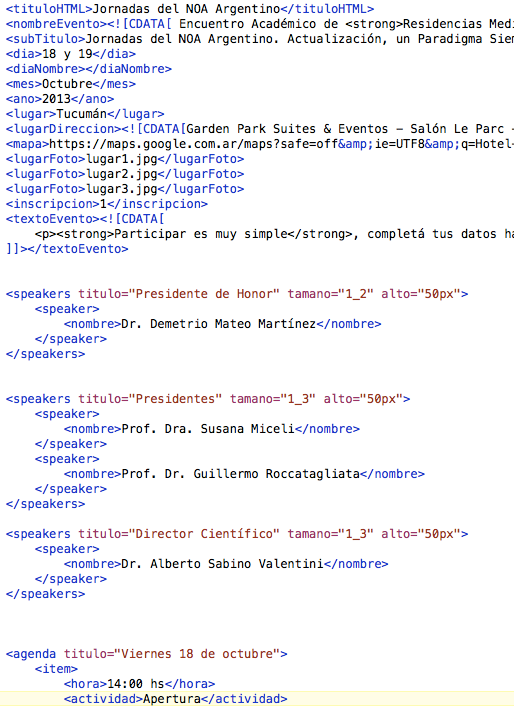 <tituloHTML>Jornadas del NOA Argentino</tituloHTML>
<nombreEvento><![CDATA[ Encuentro Académico de <strong>Residencias Medi
<subTitulo>Jornadas del NOA Argentino. Actualización, un Paradigma Siem
<dia>18 y 19</dia>
<diaNombre></diaNombre>
<mes>Octubre</mes>
<ano>2013</ano>
<lugar>Tucumán</lugar>
<lugarDireccion><![CDATA[Garden Park Suites & Eventos – Salón Le Parc -
<mapa>https://maps.google.com.ar/maps?safe=off&amp;ie=UTF8&amp;q=Hotel+
<lugarFoto>lugar1.jpg</lugarFoto>
<lugarFoto>lugar2.jpg</lugarFoto>
<lugarFoto>lugar3.jpg</lugarFoto>
<inscripcion>1</inscripcion>
<textoEvento><![CDATA[
<p><strong>Participar es muy simple</strong>, completá tus datos ha
]]></textoEvento>
<speakers titulo="Presidente de Honor" tamano="1_2" alto="50px">
<speaker>
<nombre>Dr. Demetrio Mateo Martínez</nombre>
</speaker>
</speakers>
<speakers titulo="Presidentes" tamano="1_3" alto="50px">
<speaker>
<nombre>Prof. Dra. Susana Miceli</nombre>
</speaker>
<speaker>
<nombre>Prof. Dr. Guillermo Roccatagliata</nombre>
</speaker>
</speakers>
<speakers titulo="Director Científico" tamano="1_3" alto="50px">
<speaker>
<nombre>Dr. Alberto Sabino Valentini</nombre>
</speaker>
</speakers>
<agenda titulo="Viernes 18 de octubre">
<item>
<hora>14:00 hs</hora>
<actividad>Apertura</actividad>